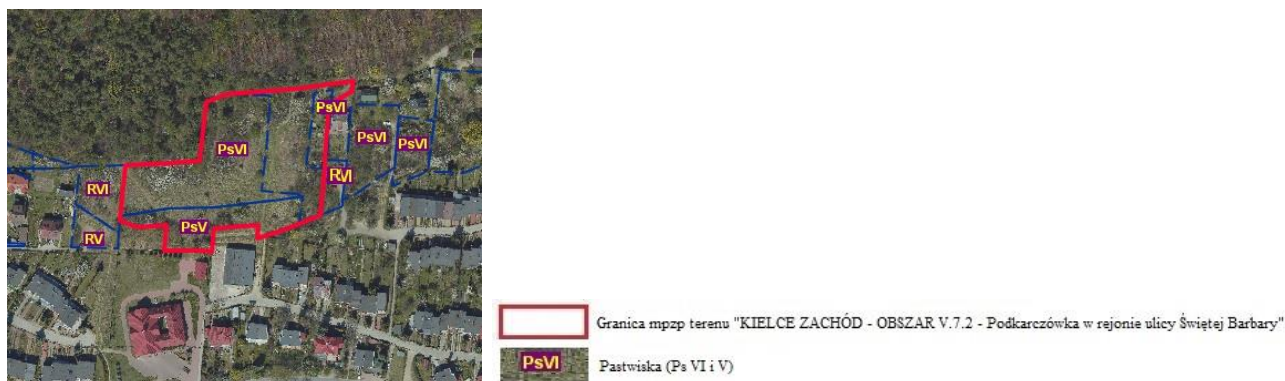 PsVI
PsVI
PsVI
PsVI
RVI
RVI
PsV
RV
Granica mpzp terenu "KIELCE ZACHÓD - OBSZAR V.7.2 - Podkarczówka w rejonie ulicy Świętej Barbary"
PsVI
Pastwiska (Ps VI i V)